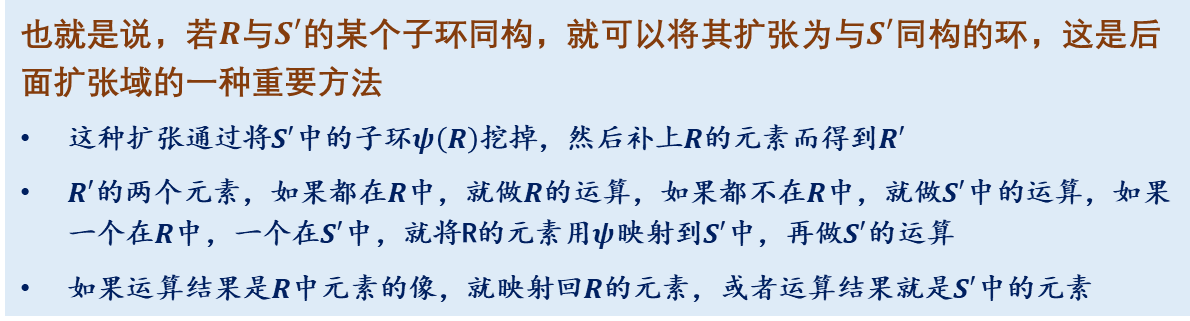 也就是说，若R与S′的某个子环同构，就可以将其扩张为与S′同构的环，这是后
面扩张域的一种重要方法
• 这种扩张通过将S′中的子环ψ(R)挖掉，然后补上R的元素而得到R′
• R′的两个元素，如果都在R中，就做R的运算，如果都不在R中，就做S′中的运算，如果
一个在R中，一个在S′中，就将R的元素用ψ映射到S′中，再做S′的运算
• 如果运算结果是R中元素的像，就映射回R的元素，或者运算结果就是S′中的元素